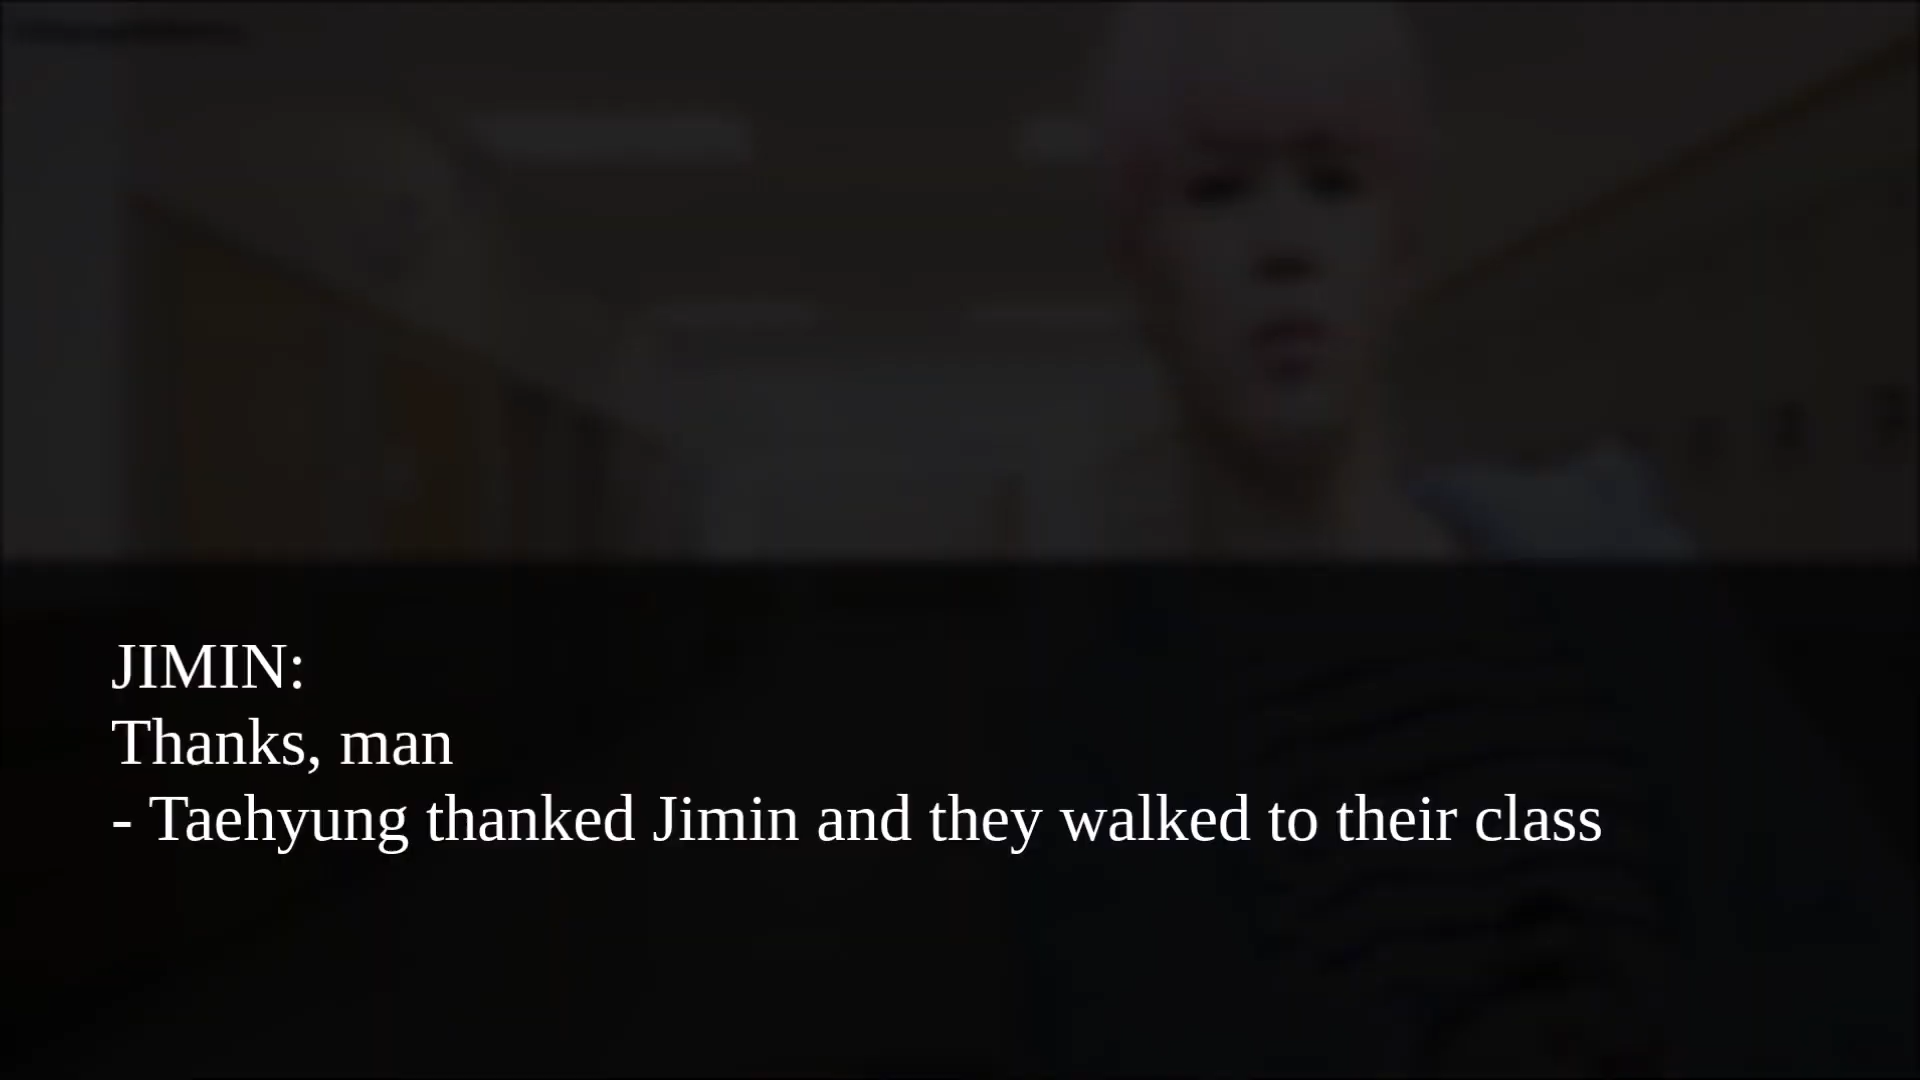 JIMIN:
Thanks, man
- Taehyung thanked Jimin and they walked to their class